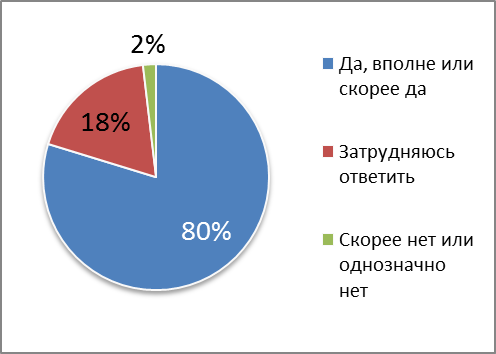 2%
18%
80%
Да, вполне или
скорее да
Затрудняюсь
ответить
Скорее нет или
однозначно
нет